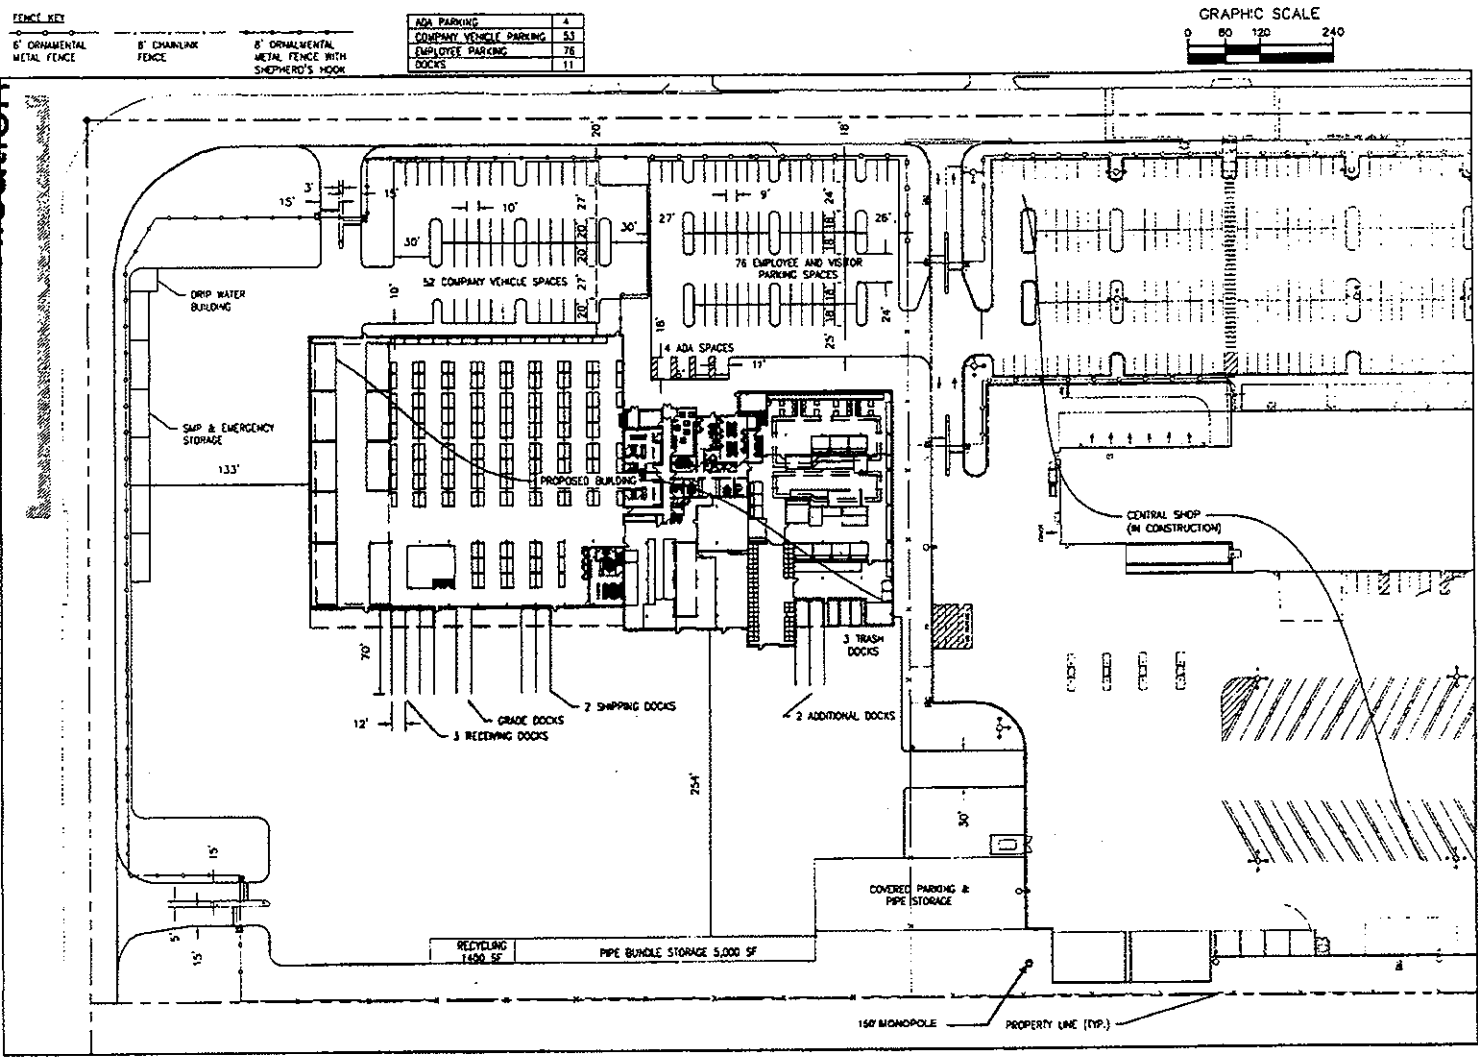 FENCE KEY
6' ORNAMENTAL
METAL FENCE
8' CHAINLINK
FENCE
8' ORNALMENTAL
METAL FENCE WITH
SHEPHERD'S HOOK
ADA PARKING 4
COMPANY VEHICLE PARKING 53
EMPLOYEE PARKING 76
DOCKS 11
GRAPHIC SCALE
0 60 120 240
20'
18'
3'
15'
15'
10'
27'
30'
20'
20'
30'
27'
20'
10'
52 COMPANY VEHICLE SPACES
9'
24'
27'
18'
18'
26'
76 EMPLOYEE AND VISITOR
PARKING SPACES
18'
18'
24'
25'
18'
4 ADA SPACES
11'
DRIP WATER
BUILDING
SMP & EMERGENCY
STORAGE
133'
PROPOSED BUILDING
CENTRAL SHOP
(IN CONSTRUCTION)
3 TRASH
DOCKS
70'
12'
2 SHIPPING DOCKS
GRADE DOCKS
3 RECEIVING DOCKS
2 ADDITIONAL DOCKS
254'
30'
15'
5'
15'
COVERED PARKING &
PIPE STORAGE
RECYCLING
1400 SF
PIPE BUNDLE STORAGE 5,000 SF
150' MONOPOLE
PROPERTY LINE (TYP.)